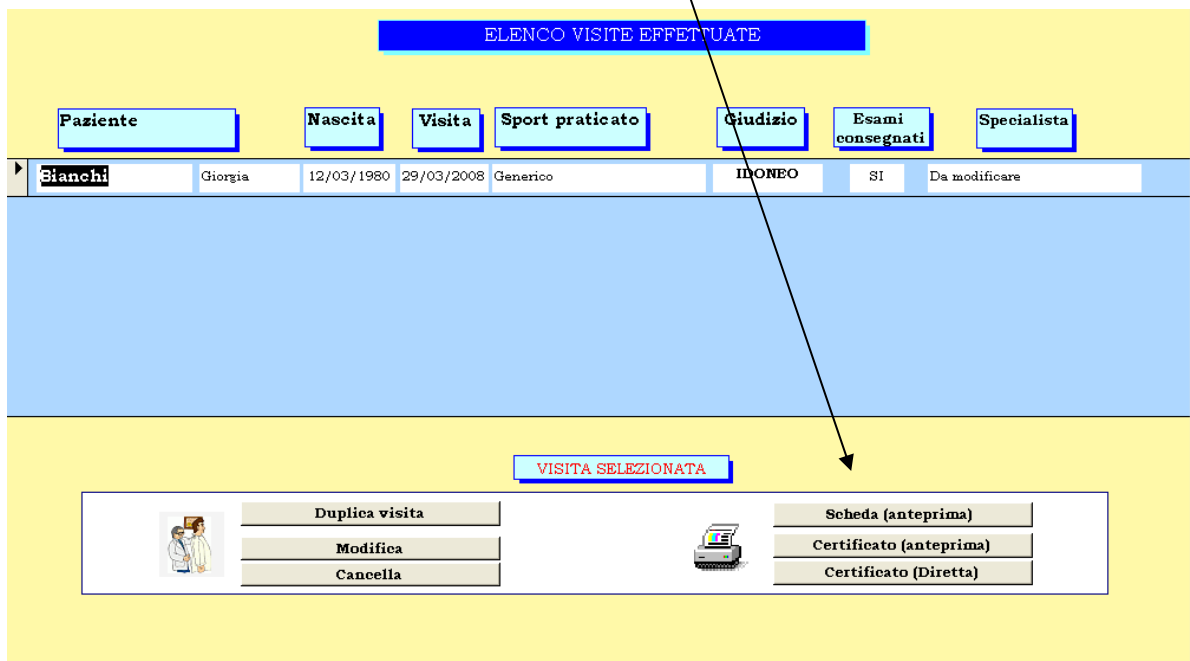 ELENCO VISITE EFFETTUATE
Paziente Nascita Visita Sport praticato Giudizio Esami consegnati Specialista
Bianchi Giorgia 12/03/1980 29/03/2008 Generico IDONEO SI Da modificare
VISITA SELEZIONATA
Duplica visita
Modifica
Cancella
Scheda (anteprima)
Certificato (anteprima)
Certificato (Diretta)